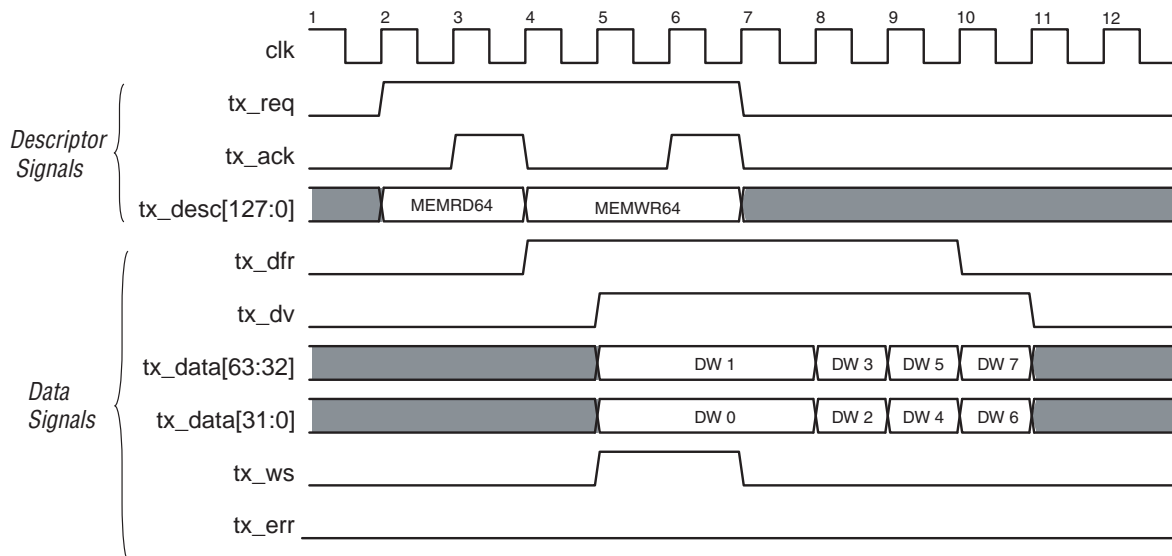 1 2 3 4 5 6 7 8 9 10 11 12
clk
Descriptor
Signals
tx_req
tx_ack
tx_desc[127:0]
MEMRD64 MEMWR64
Data
Signals
tx_dfr
tx_dv
tx_data[63:32]
DW 1 DW 3 DW 5 DW 7
tx_data[31:0]
DW 0 DW 2 DW 4 DW 6
tx_ws
tx_err